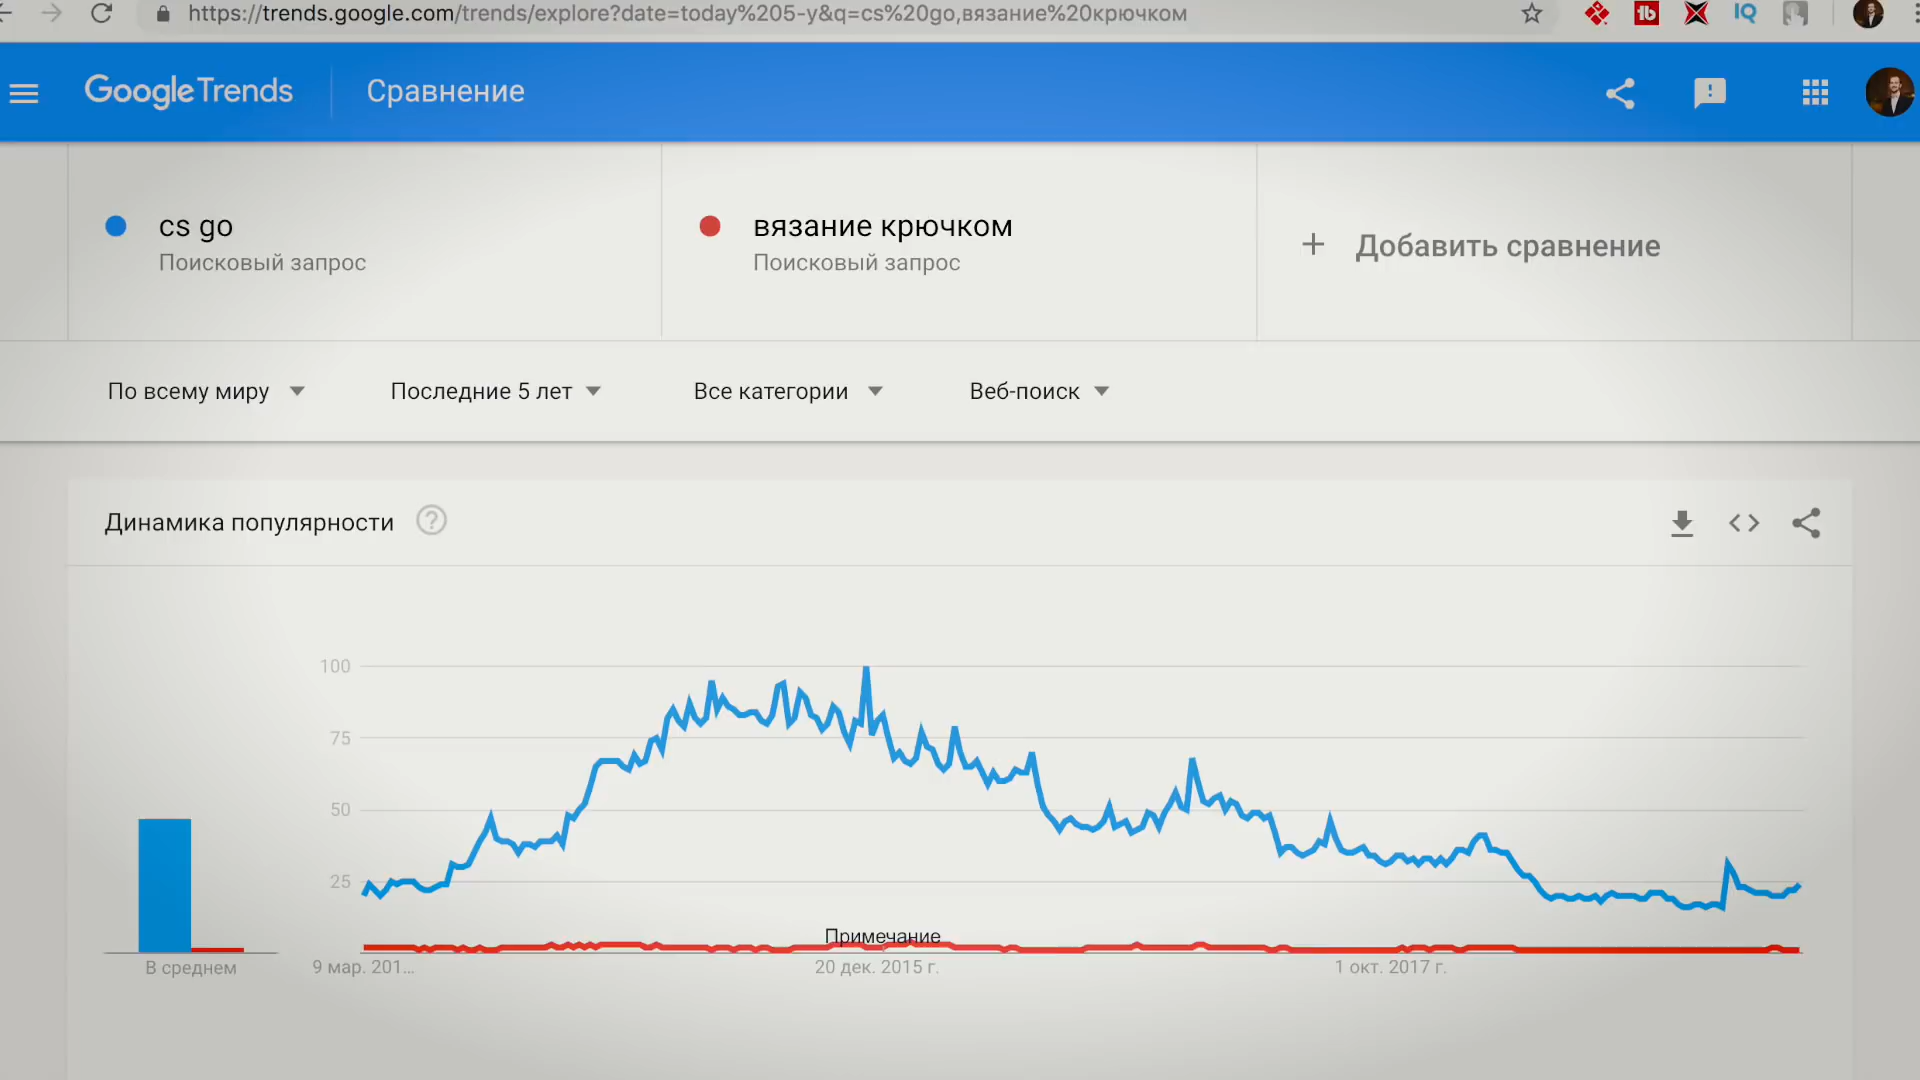 https://trends.google.com/trends/explore?date=today%205-y&q=cs%20go,вязание%20крючком
Google Trends
Сравнение
cs go
Поисковый запрос
вязание крючком
Поисковый запрос
+ Добавить сравнение
По всему миру
Последние 5 лет
Все категории
Веб-поиск
Динамика популярности
100
75
50
25
Примечание
В среднем
9 мар. 201...
20 дек. 2015 г.
1 окт. 2017 г.
IQ
tb